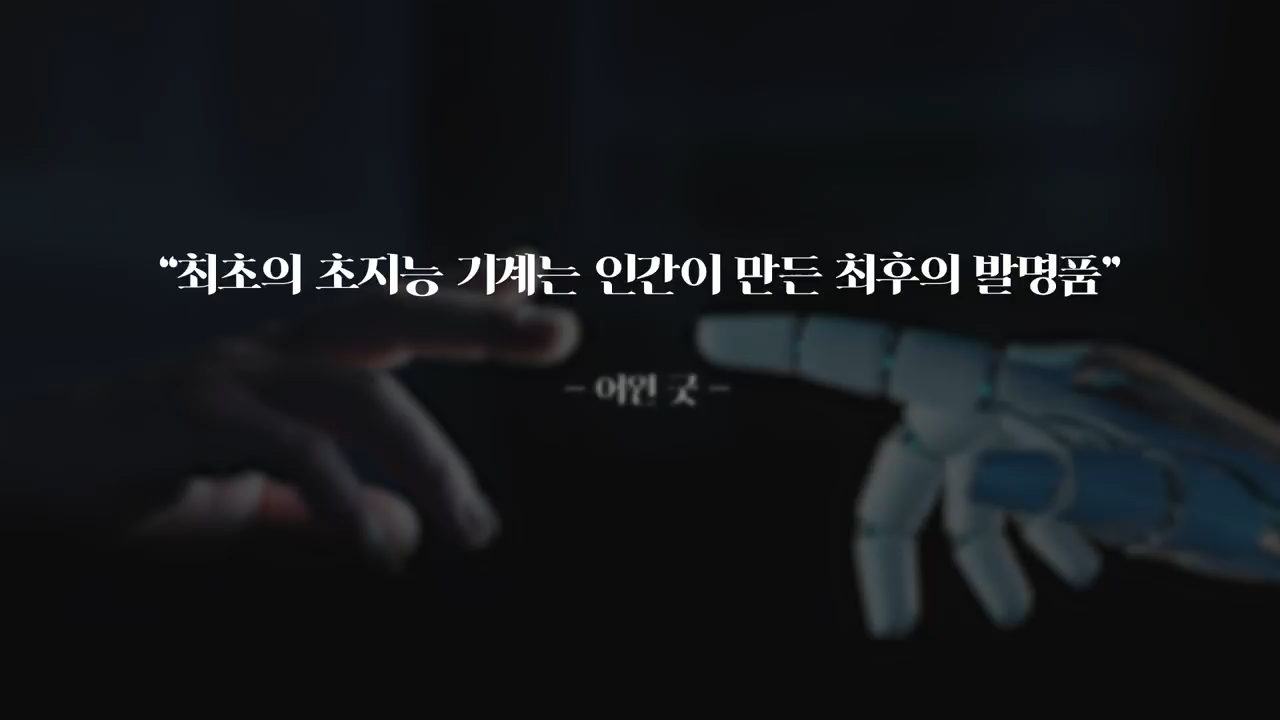 “최초의 초지능 기계는 인간이 만든 최후의 발명품”
– 어윈 굿 –